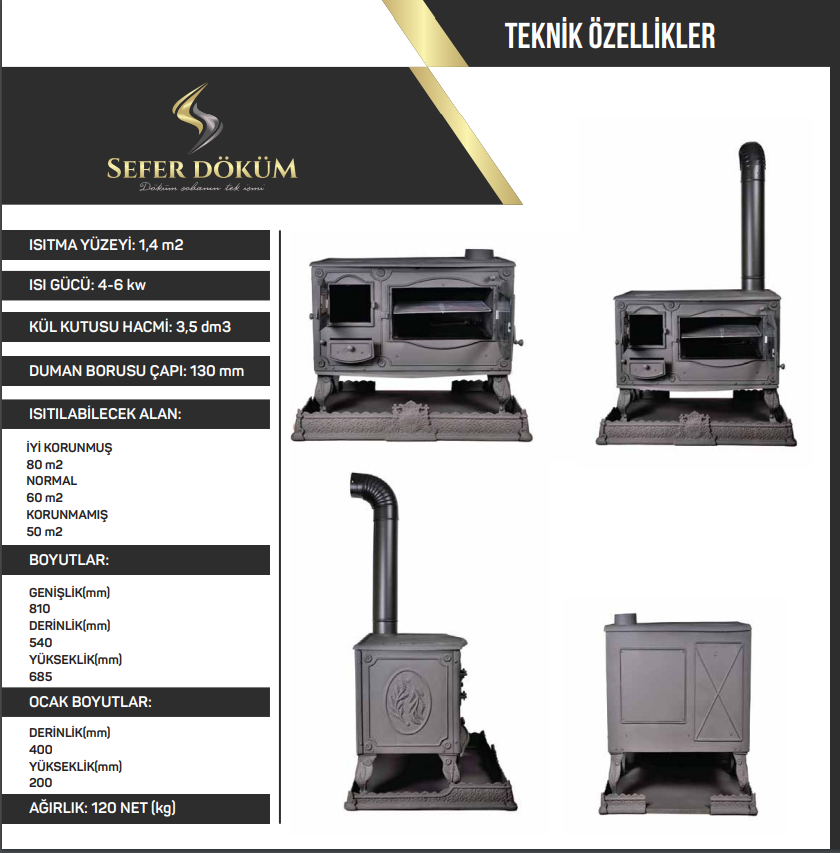 TEKNİK ÖZELLİKLER
SEFER DÖKÜM
Döküm sobanın tek ismi
ISITMA YÜZEYİ: 1,4 m2
ISI GÜCÜ: 4-6 kw
KÜL KUTUSU HACMİ: 3,5 dm3
DUMAN BORUSU ÇAPI: 130 mm
ISITILABİLECEK ALAN:
İYİ KORUNMUŞ
80 m2
NORMAL
60 m2
KORUNMAMIŞ
50 m2
BOYUTLAR:
GENİŞLİK(mm)
810
DERİNLİK(mm)
540
YÜKSEKLİK(mm)
685
OCAK BOYUTLAR:
DERİNLİK(mm)
400
YÜKSEKLİK(mm)
200
AĞIRLIK: 120 NET (kg)